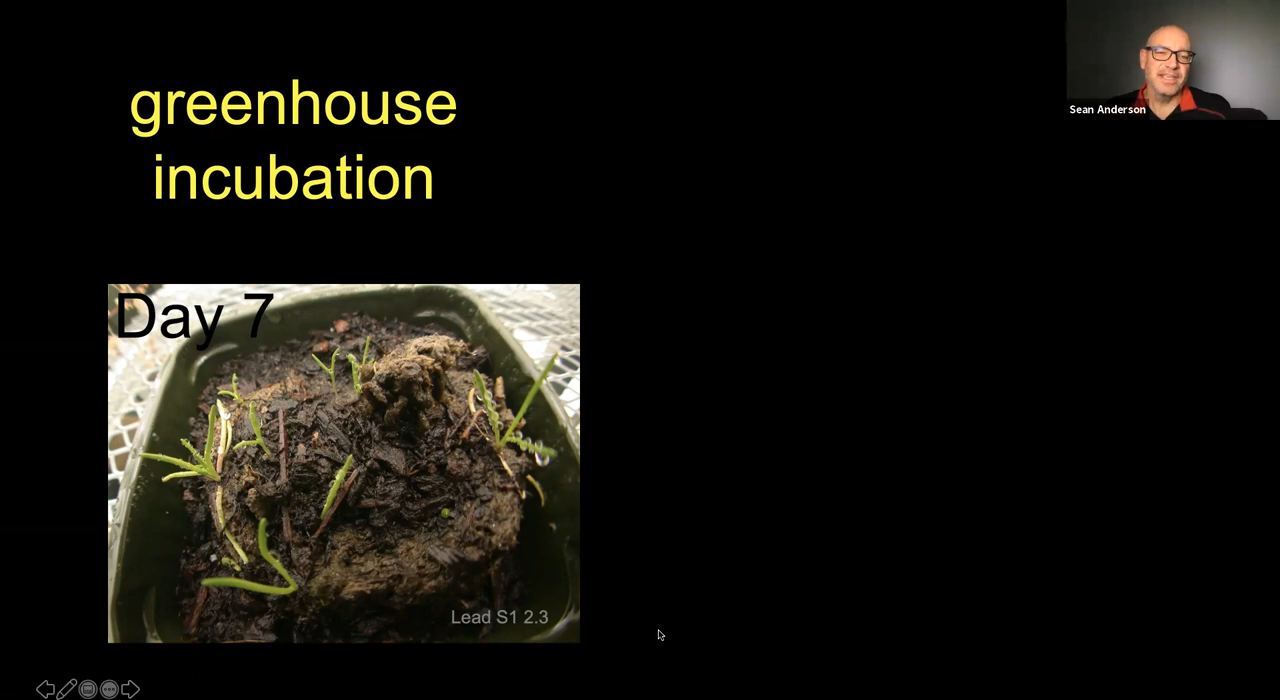 greenhouse
incubation
Sean Anderson
Day 7
Lead S1 2.3